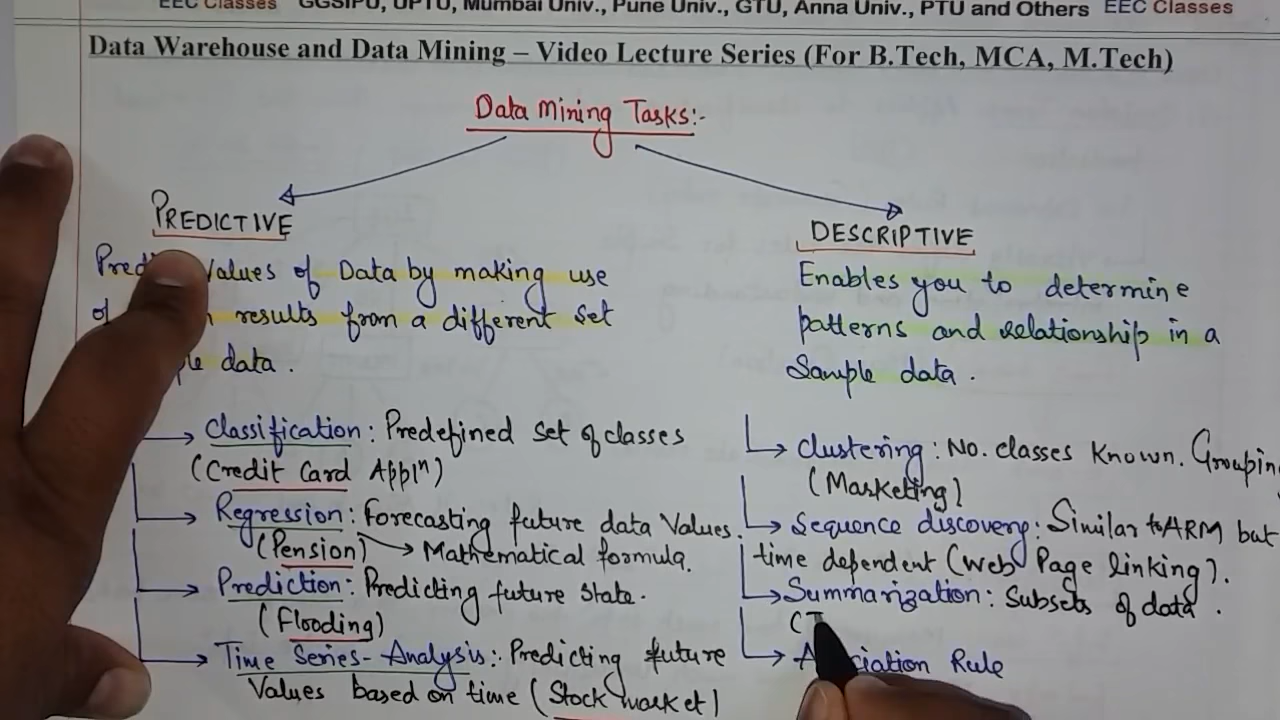 EEC Classes GGSIPU, UPTU, Mumbai Univ., Pune Univ., GTU, Anna Univ., PTU and Others EEC Classes
Data Warehouse and Data Mining – Video Lecture Series (For B.Tech, MCA, M.Tech)
Data Mining Tasks:-
PREDICTIVE
Values of Data by making use
of results from a different set
data.
Classification: Predefined set of classes
(Credit Card Applⁿ)
Regression: Forecasting future data Values.
(Pension) → Mathematical formula.
Prediction: Predicting future state.
(Flooding)
Time Series-Analysis: Predicting future
Values based on time (Stock market)
DESCRIPTIVE
Enables you to determine
patterns and relationship in a
Sample data.
Clustering: No. classes known. Groupin
(Marketing)
Sequence discovery: Similar to ARM but
time dependent (Web Page linking).
Summarization: Subsets of data.
(
Rule